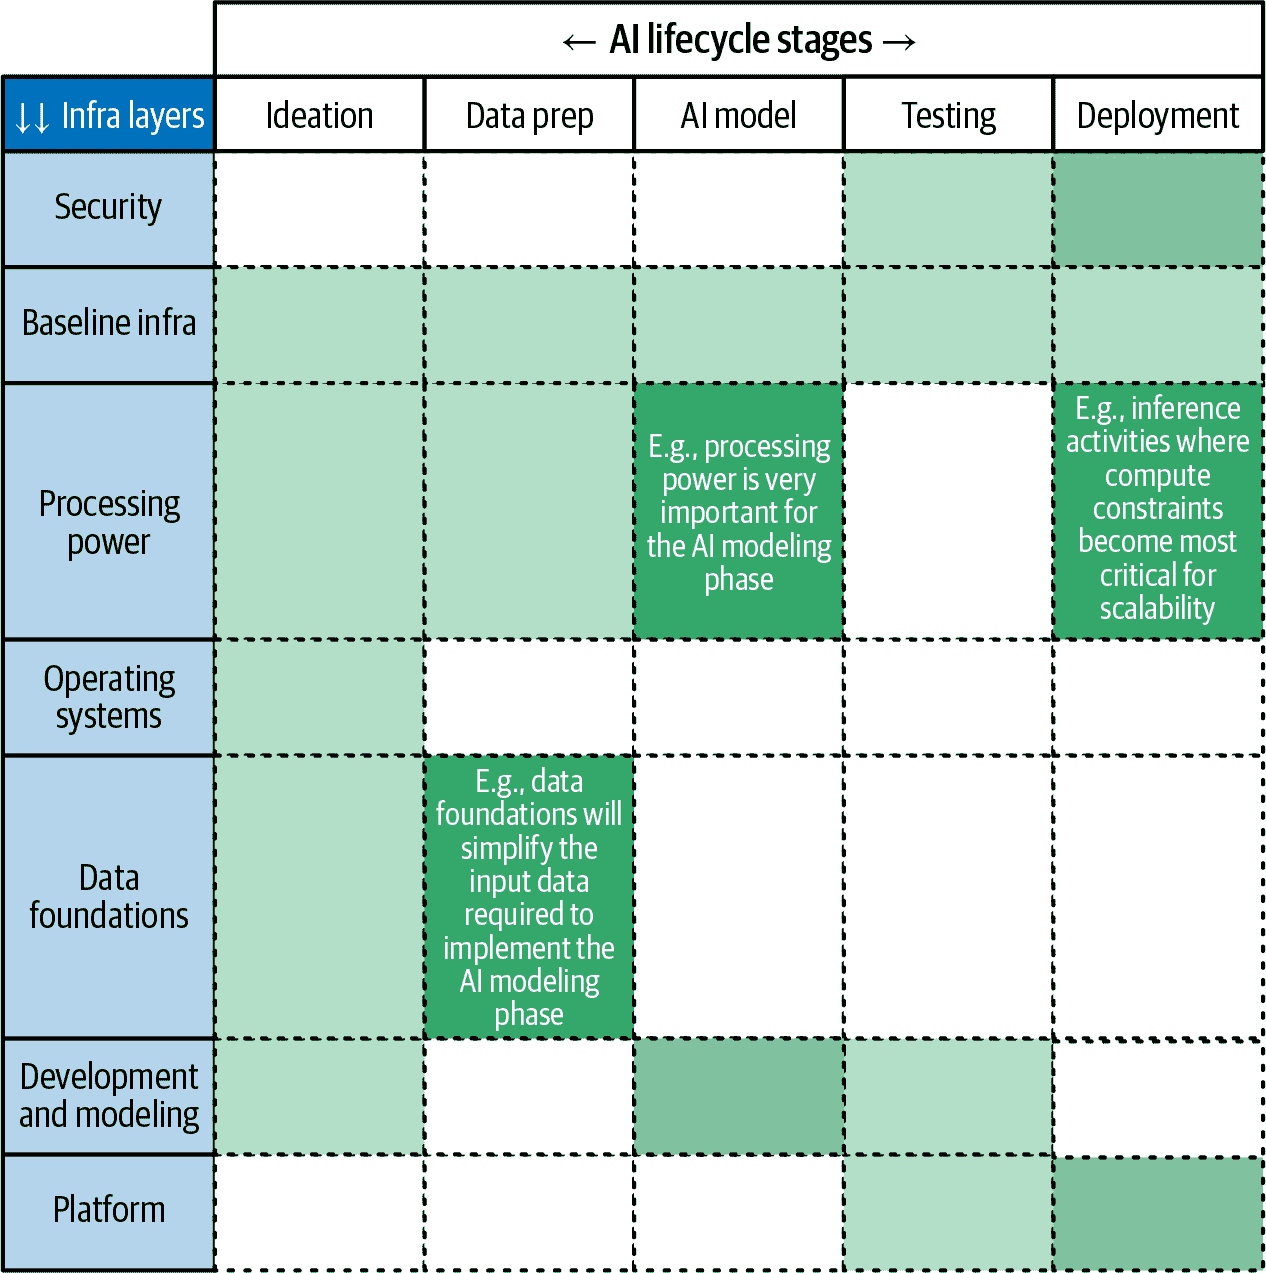 ← AI lifecycle stages →
↓↓ Infra layers
Ideation
Data prep
AI model
Testing
Deployment
Security
Baseline infra
Processing
power
E.g., processing
power is very
important for
the AI modeling
phase
E.g., inference
activities where
compute
constraints
become most
critical for
scalability
Operating
systems
Data
foundations
E.g., data
foundations will
simplify the
input data
required to
implement the
AI modeling
phase
Development
and modeling
Platform